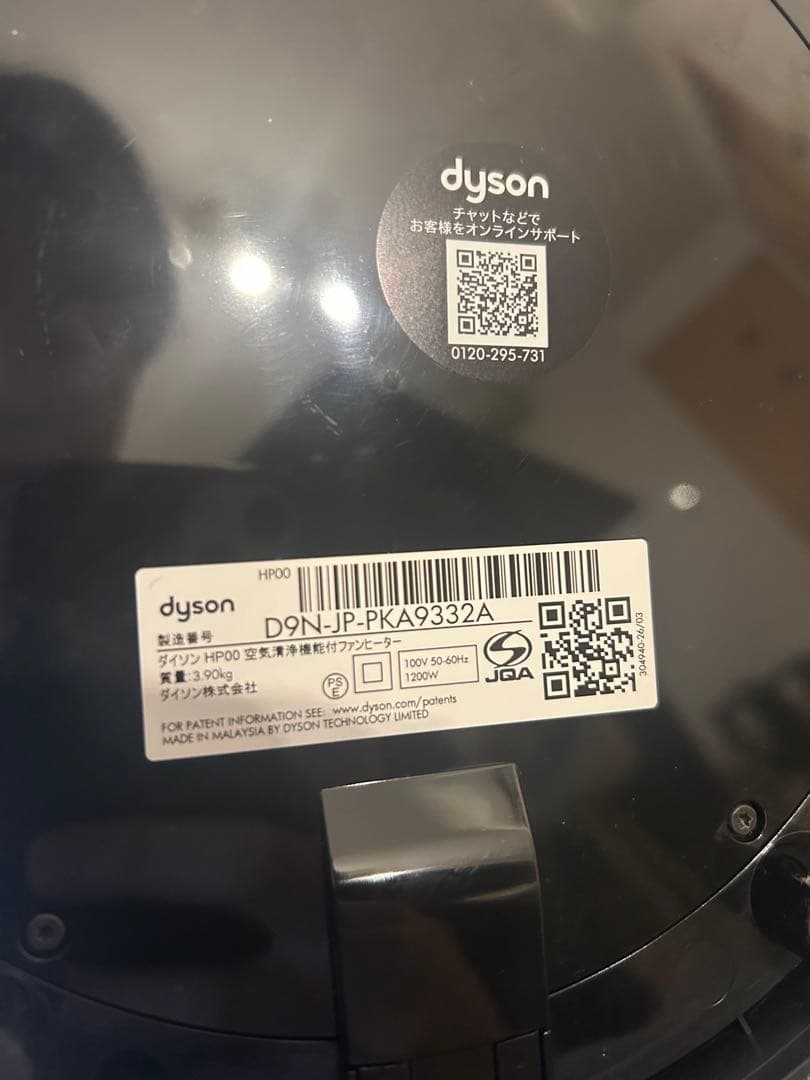 dyson
チャットなどで
お客様をオンラインサポート
0120-295-731
HP00
dyson
製造番号 D9N-JP-PKA9332A
ダイソン HP00 空気清浄機能付ファンヒーター
質量:3.90kg
ダイソン株式会社
PS
E
100V 50-60Hz
1200W
JQA
304940-26/03
FOR PATENT INFORMATION SEE: www.dyson.com/patents
MADE IN MALAYSIA BY DYSON TECHNOLOGY LIMITED